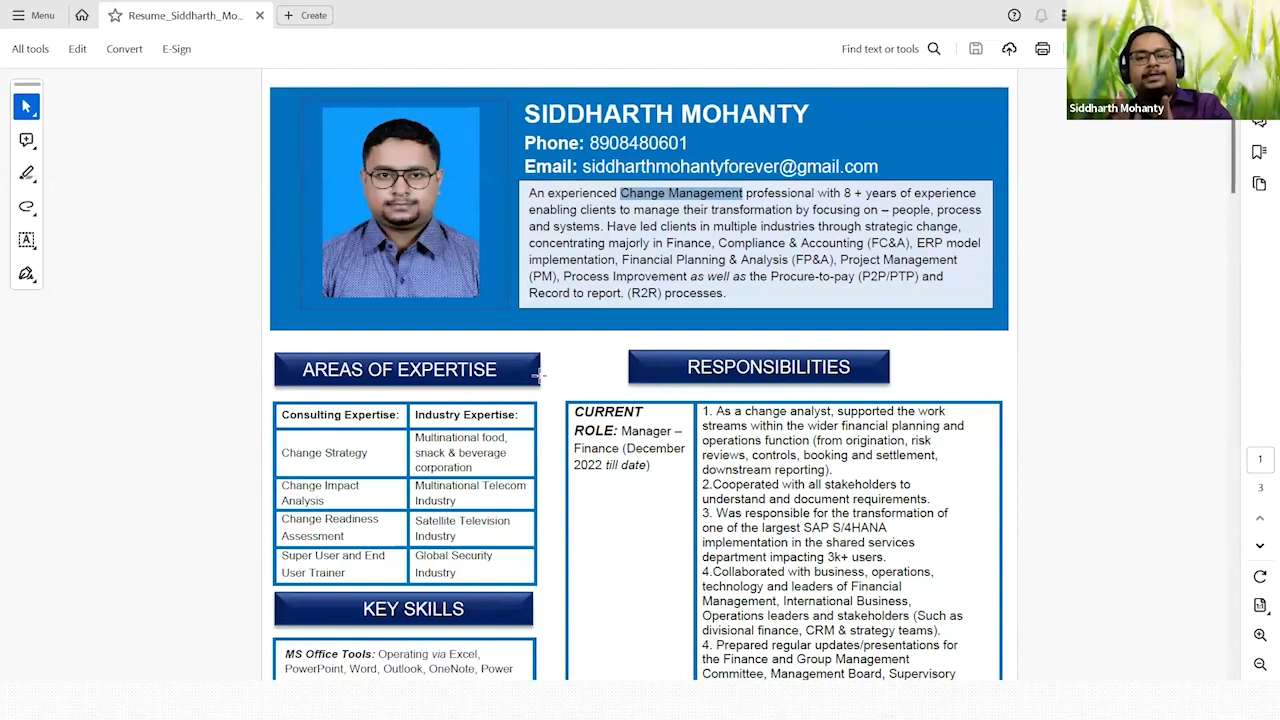 Menu
Resume_Siddharth_Mo...
Create
All tools
Edit
Convert
E-Sign
Find text or tools
Siddharth Mohanty
SIDDHARTH MOHANTY
Phone: 8908480601
Email: siddharthmohantyforever@gmail.com
An experienced Change Management professional with 8 + years of experience
enabling clients to manage their transformation by focusing on – people, process
and systems. Have led clients in multiple industries through strategic change,
concentrating majorly in Finance, Compliance & Accounting (FC&A), ERP model
implementation, Financial Planning & Analysis (FP&A), Project Management
(PM), Process Improvement as well as the Procure-to-pay (P2P/PTP) and
Record to report. (R2R) processes.
AREAS OF EXPERTISE
Consulting Expertise:
Industry Expertise:
Change Strategy
Multinational food,
snack & beverage
corporation
Change Impact
Analysis
Multinational Telecom
Industry
Change Readiness
Assessment
Satellite Television
Industry
Super User and End
User Trainer
Global Security
Industry
KEY SKILLS
MS Office Tools: Operating via Excel,
PowerPoint, Word, Outlook, OneNote, Power
RESPONSIBILITIES
CURRENT
ROLE: Manager –
Finance (December
2022 till date)
1. As a change analyst, supported the work
streams within the wider financial planning and
operations function (from origination, risk
reviews, controls, booking and settlement,
downstream reporting).
2.Cooperated with all stakeholders to
understand and document requirements.
3. Was responsible for the transformation of
one of the largest SAP S/4HANA
implementation in the shared services
department impacting 3k+ users.
4.Collaborated with business, operations,
technology and leaders of Financial
Management, International Business,
Operations leaders and stakeholders (Such as
divisional finance, CRM & strategy teams).
4. Prepared regular updates/presentations for
the Finance and Group Management
Committee, Management Board, Supervisory
1
3